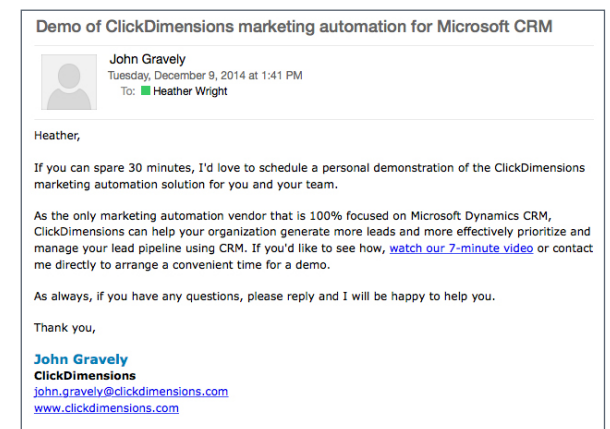 Demo of ClickDimensions marketing automation for Microsoft CRM
John Gravely
Tuesday, December 9, 2014 at 1:41 PM
To: Heather Wright
Heather,
If you can spare 30 minutes, I'd love to schedule a personal demonstration of the ClickDimensions
marketing automation solution for you and your team.
As the only marketing automation vendor that is 100% focused on Microsoft Dynamics CRM,
ClickDimensions can help your organization generate more leads and more effectively prioritize and
manage your lead pipeline using CRM. If you'd like to see how, watch our 7-minute video or contact
me directly to arrange a convenient time for a demo.
As always, if you have any questions, please reply and I will be happy to help you.
Thank you,
John Gravely
ClickDimensions
john.gravely@clickdimensions.com
www.clickdimensions.com